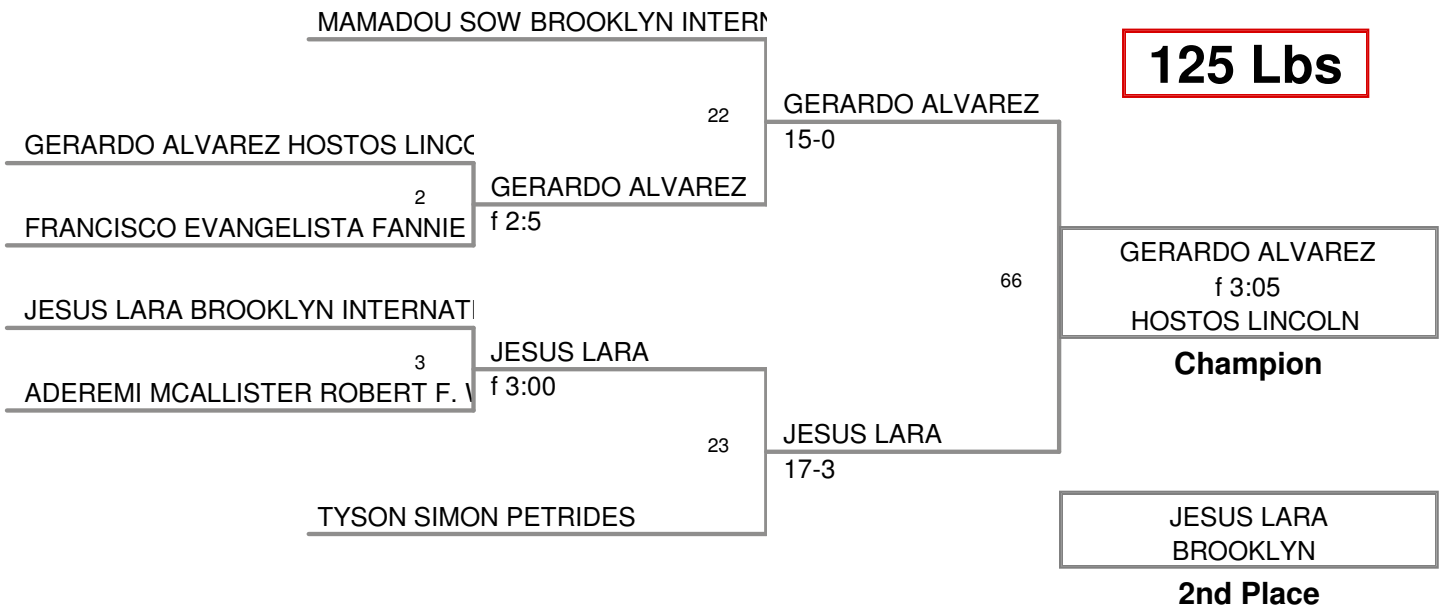 MAMADOU SOW BROOKLYN INTERN
125 Lbs
22
GERARDO ALVAREZ
15-0
GERARDO ALVAREZ HOSTOS LINCO
2
GERARDO ALVAREZ
f 2:5
FRANCISCO EVANGELISTA FANNIE
GERARDO ALVAREZ
f 3:05
HOSTOS LINCOLN
Champion
66
JESUS LARA BROOKLYN INTERNATI
3
JESUS LARA
f 3:00
ADEREMI MCALLISTER ROBERT F.
23
JESUS LARA
17-3
TYSON SIMON PETRIDES
JESUS LARA
BROOKLYN
2nd Place